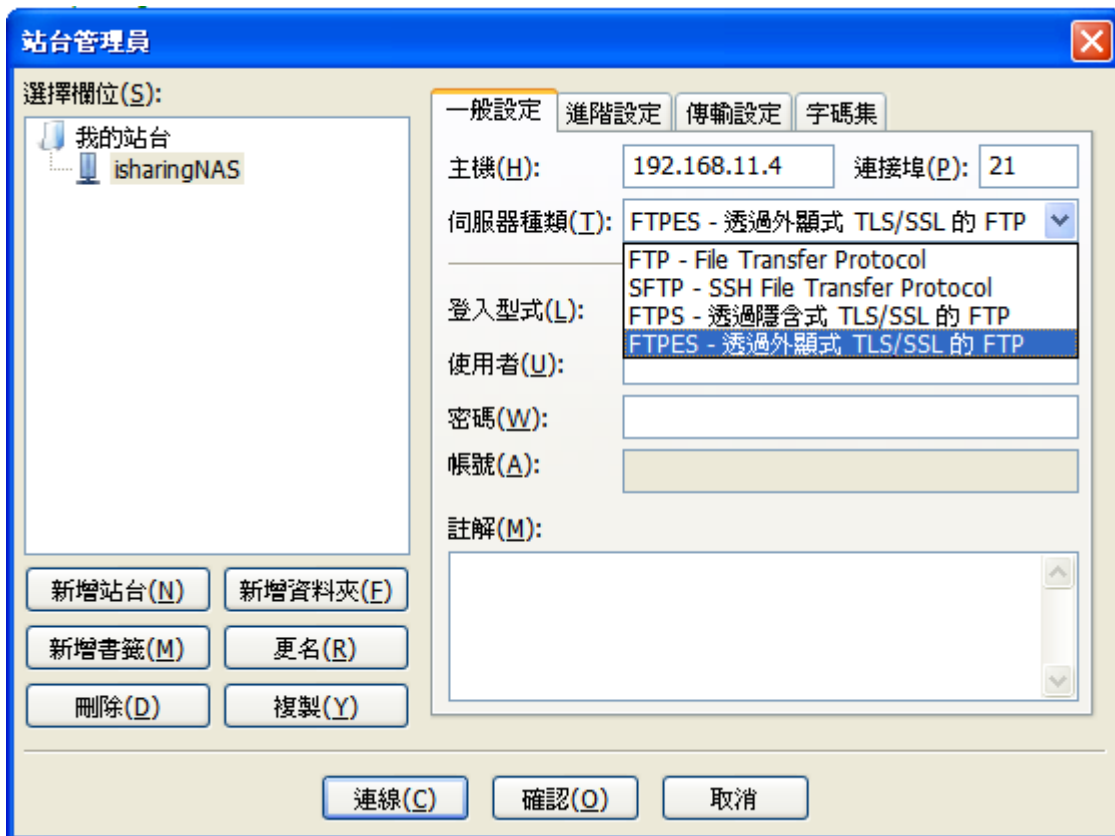 站台管理員
選擇欄位(S):
我的站台
isharingNAS
新增站台(N)
新增資料夾(F)
新增書籤(M)
更名(R)
刪除(D)
複製(Y)
一般設定
進階設定
傳輸設定
字碼集
主機(H):
192.168.11.4
連接埠(P):
21
伺服器種類(T):
FTPES - 透過外顯式 TLS/SSL 的 FTP
FTP - File Transfer Protocol
SFTP - SSH File Transfer Protocol
FTPS - 透過隱含式 TLS/SSL 的 FTP
FTPES - 透過外顯式 TLS/SSL 的 FTP
登入型式(L):
使用者(U):
密碼(W):
帳號(A):
註解(M):
連線(C)
確認(O)
取消